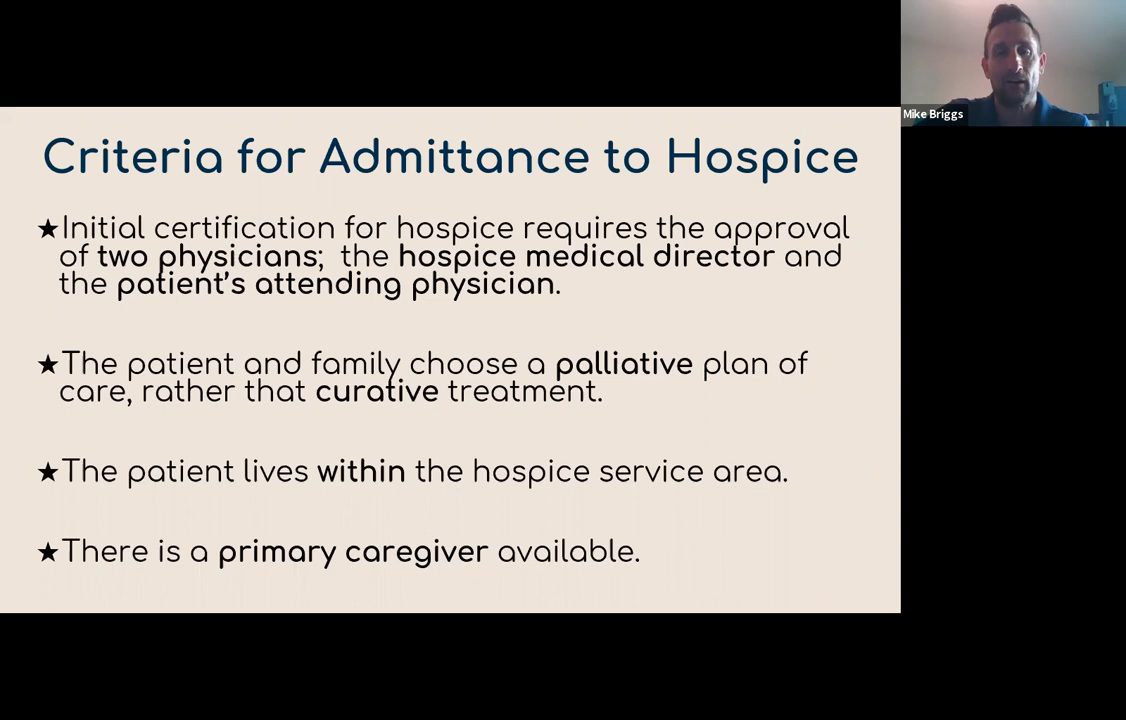 Mike Briggs
Criteria for Admittance to Hospice
★Initial certification for hospice requires the approval
of two physicians;  the hospice medical director and
the patient’s attending physician.
★The patient and family choose a palliative plan of
care, rather that curative treatment.
★The patient lives within the hospice service area.
★There is a primary caregiver available.